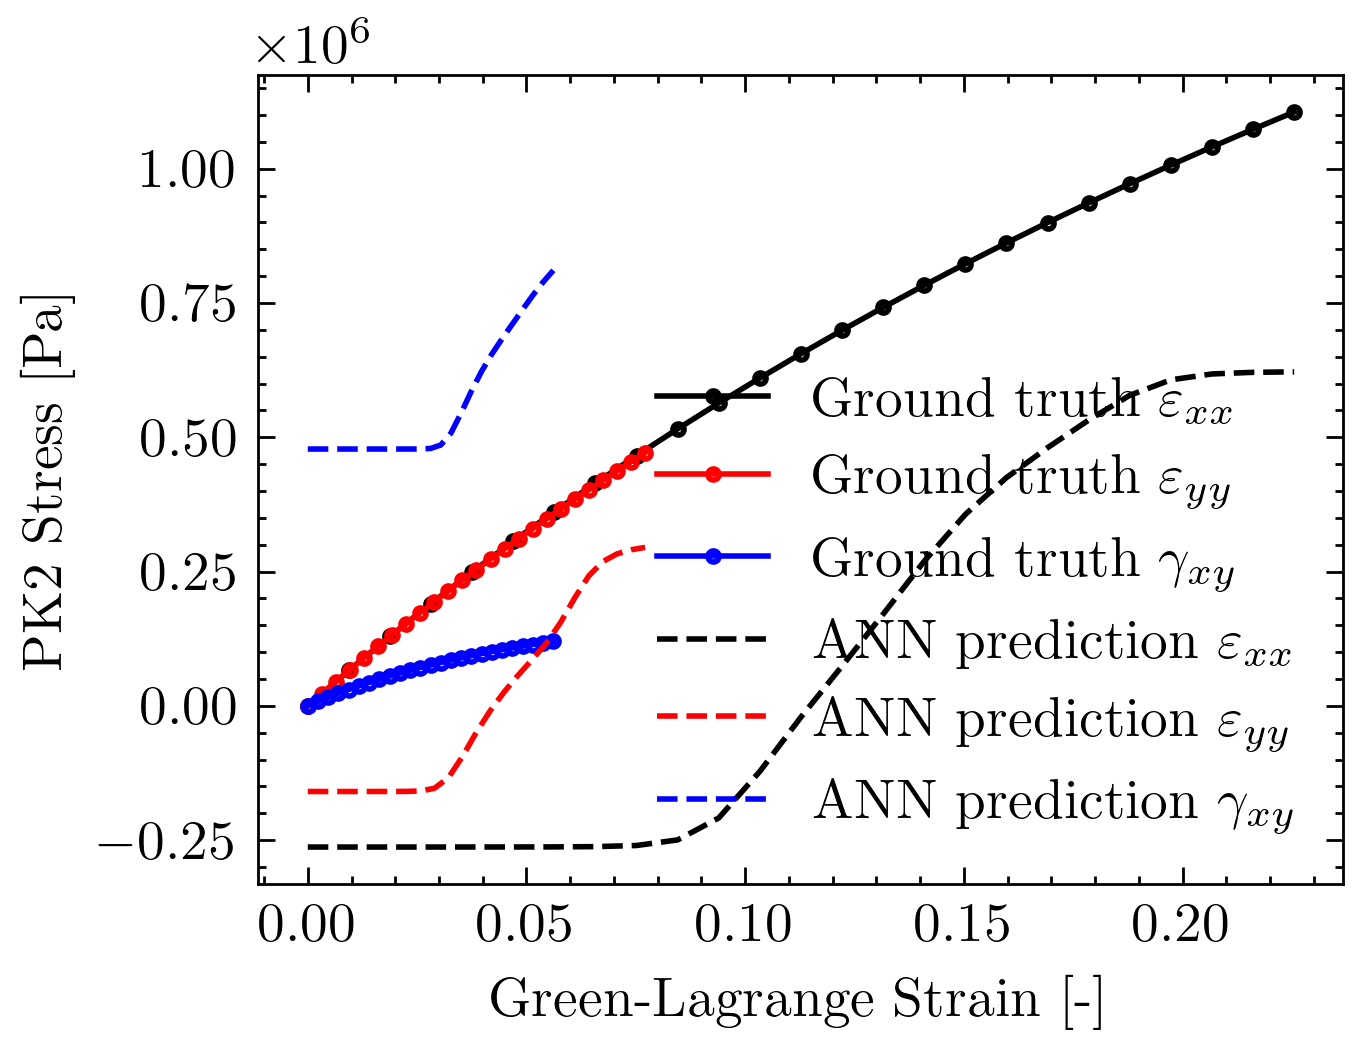 ×10⁶
1.00
0.75
0.50
0.25
0.00
−0.25
PK2 Stress [Pa]
0.00 0.05 0.10 0.15 0.20
Green-Lagrange Strain [-]
Ground truth εxx
Ground truth εyy
Ground truth γxy
ANN prediction εxx
ANN prediction εyy
ANN prediction γxy